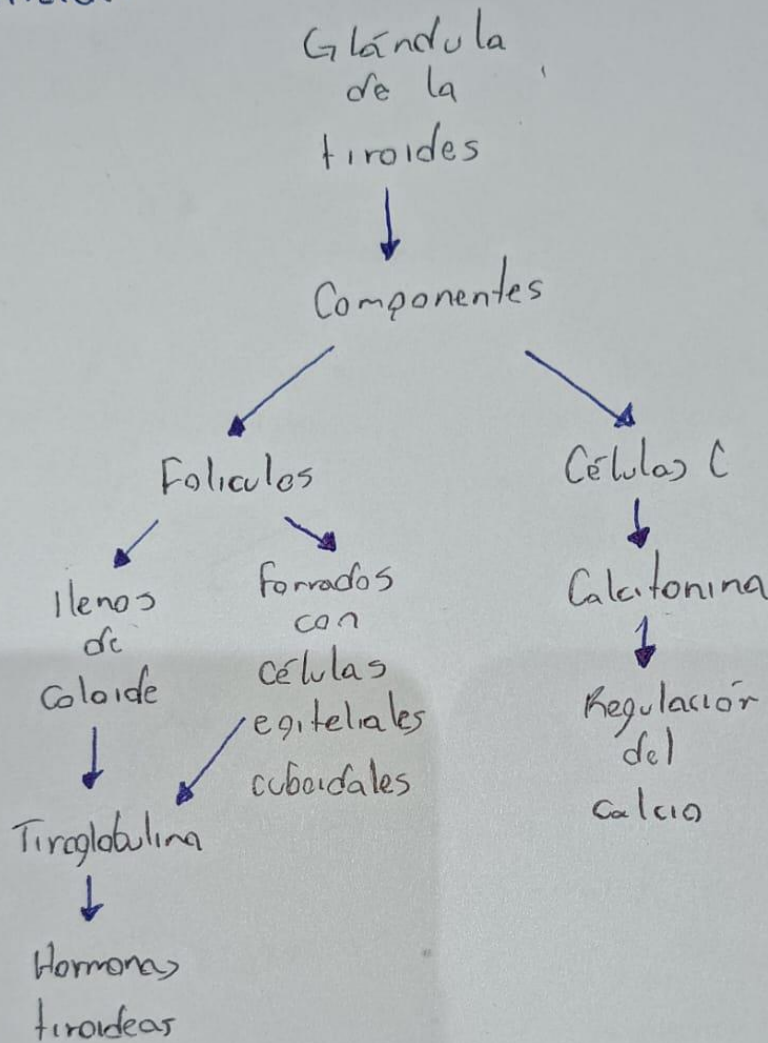 Glándula
de la
tiroides
Componentes
Foliculos
Células C
llenos
de
coloide
forrados
con
células
epiteliales
cuboidales
Calcitonina
Regulación
del
calcio
Tiroglobulina
Hormonas
tiroideas